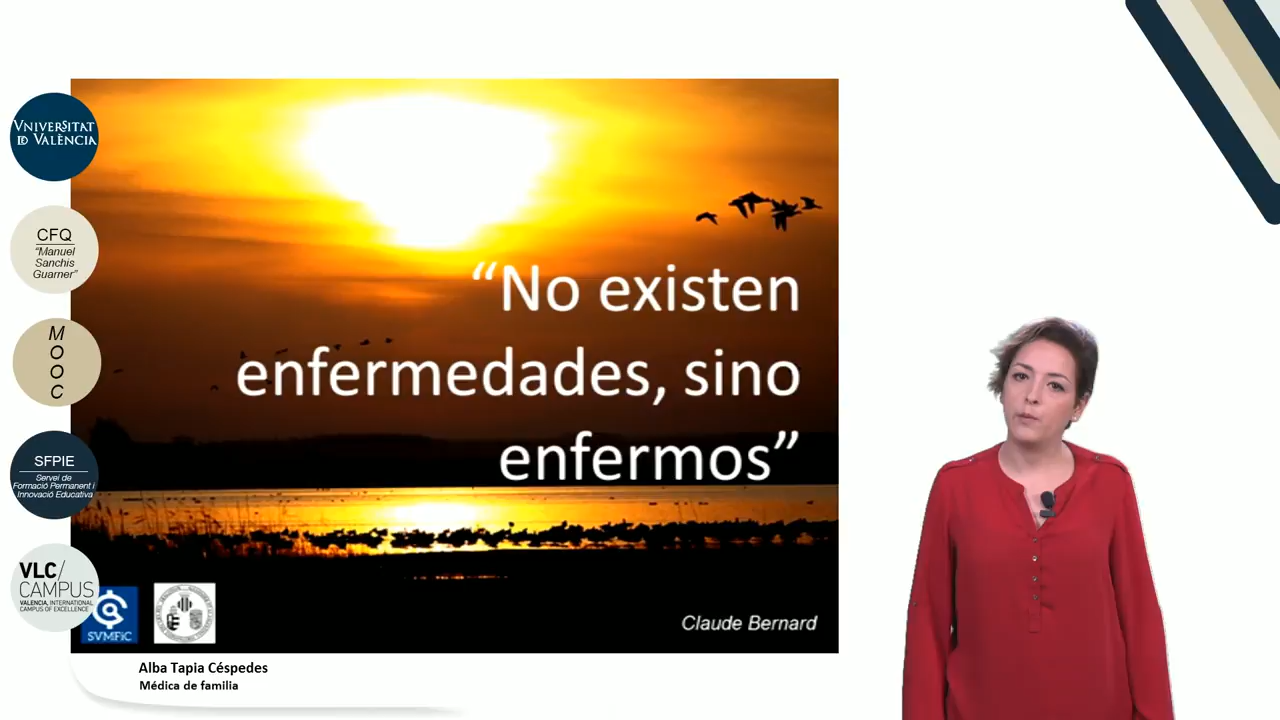 VNIVERSITAT
ID VALÈNCIA
CFQ
“Manuel
Sanchis
Guarner”
M
O
O
C
SFPIE
Servei de
Formació Permanent i
Innovació Educativa
VLC/
CAMPUS
VALENCIA, INTERNATIONAL
CAMPUS OF EXCELLENCE
“No existen
enfermedades, sino
enfermos”
SVMFiC
Claude Bernard
Alba Tapia Céspedes
Médica de familia